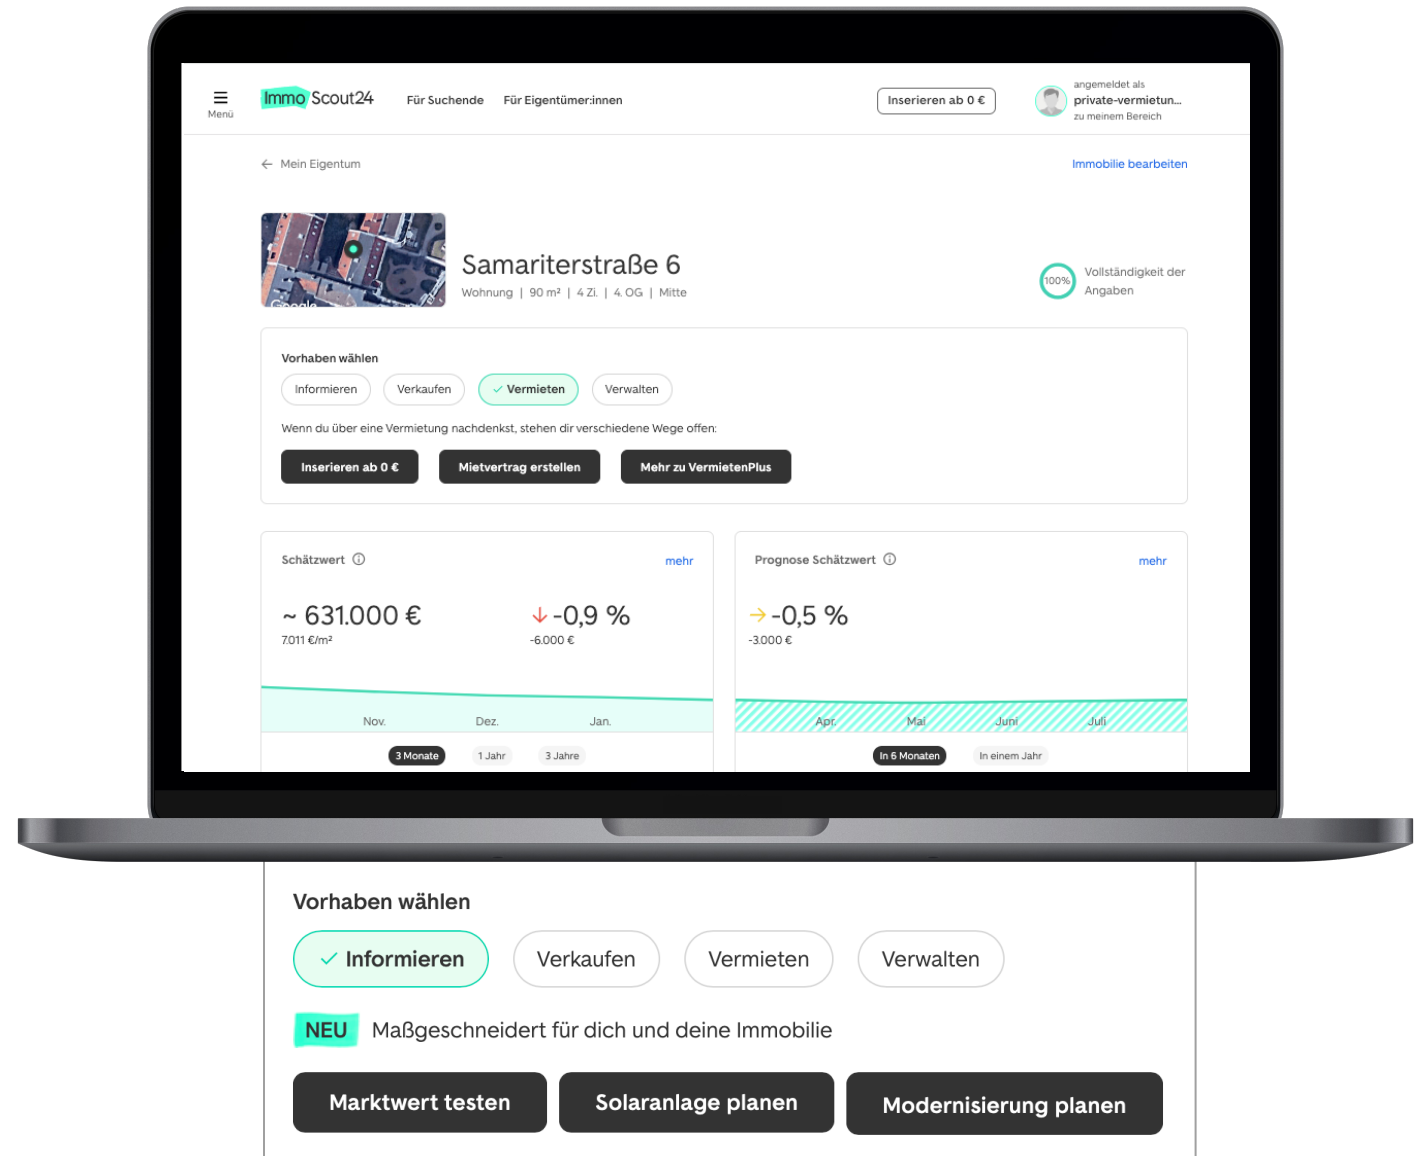 Menü
ImmoScout24
Für Suchende
Für Eigentümer:innen
Inserieren ab 0 €
angemeldet als
private-vermietun...
zu meinem Bereich
← Mein Eigentum
Immobilie bearbeiten
Google
Samariterstraße 6
Wohnung | 90 m² | 4 Zi. | 4. OG | Mitte
100%
Vollständigkeit der
Angaben
Vorhaben wählen
Informieren
Verkaufen
✓ Vermieten
Verwalten
Wenn du über eine Vermietung nachdenkst, stehen dir verschiedene Wege offen:
Inserieren ab 0 €
Mietvertrag erstellen
Mehr zu VermietenPlus
Schätzwert
mehr
~ 631.000 €
7.011 €/m²
↓ -0,9 %
-6.000 €
Nov.
Dez.
Jan.
3 Monate
1 Jahr
3 Jahre
Prognose Schätzwert
mehr
→ -0,5 %
-3.000 €
Apr.
Mai
Juni
Juli
In 6 Monaten
In einem Jahr
Vorhaben wählen
✓ Informieren
Verkaufen
Vermieten
Verwalten
NEU Maßgeschneidert für dich und deine Immobilie
Marktwert testen
Solaranlage planen
Modernisierung planen